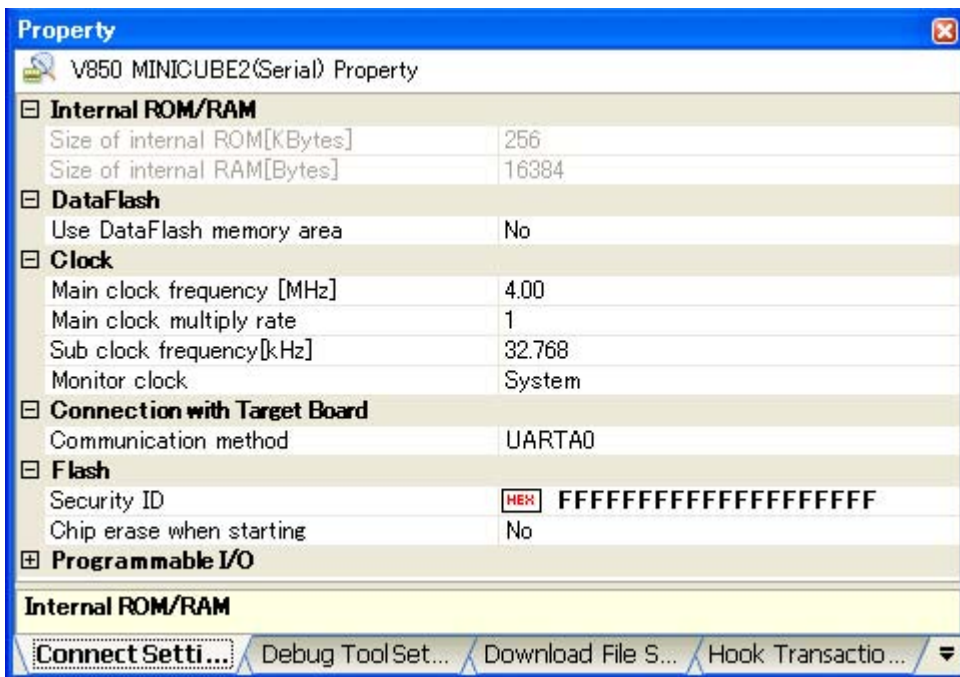 Property
V850 MINICUBE2(Serial) Property
Internal ROM/RAM
Size of internal ROM[KBytes] 256
Size of internal RAM[Bytes] 16384
DataFlash
Use DataFlash memory area No
Clock
Main clock frequency [MHz] 4.00
Main clock multiply rate 1
Sub clock frequency[kHz] 32.768
Monitor clock System
Connection with Target Board
Communication method UARTA0
Flash
Security ID HEX FFFFFFFFFFFFFFFFFFFF
Chip erase when starting No
Programmable I/O
Internal ROM/RAM
Connect Setti... Debug Tool Set... Download File S... Hook Transactio...